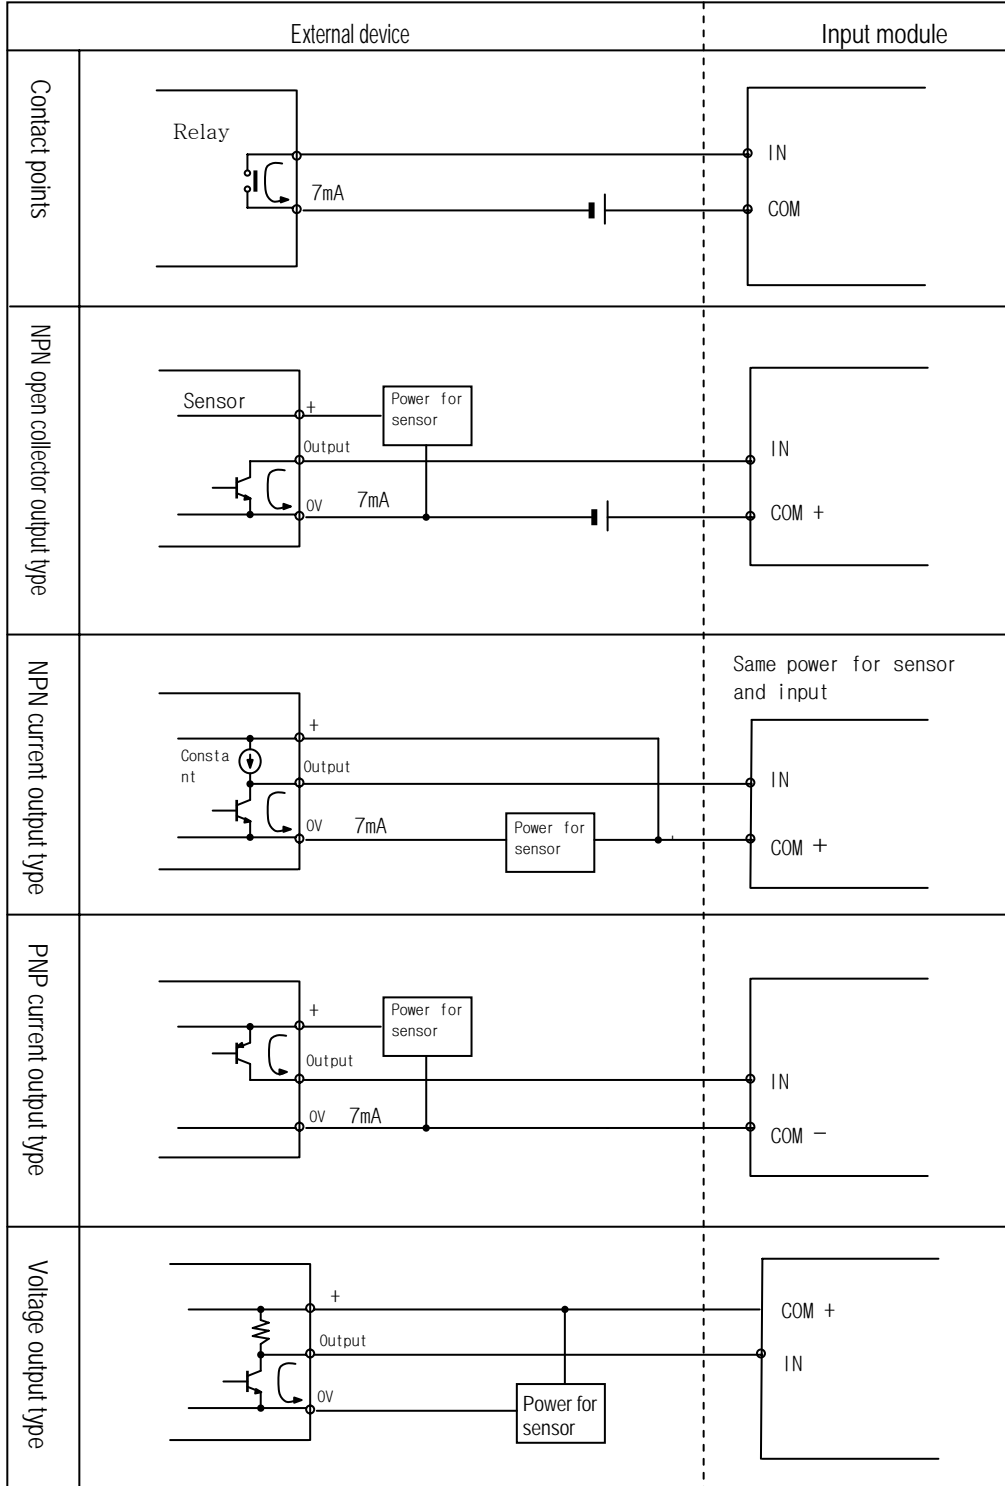 External device
Input module
Contact points
Relay
7mA
IN
COM
NPN open collector output type
Sensor
+
Power for
sensor
Output
IN
0V
7mA
COM +
NPN current output type
Same power for sensor
and input
+
Consta
nt
Output
IN
0V
7mA
Power for
sensor
COM +
PNP current output type
+
Power for
sensor
Output
IN
0V
7mA
COM −
Voltage output type
+
COM +
Output
IN
0V
Power for
sensor